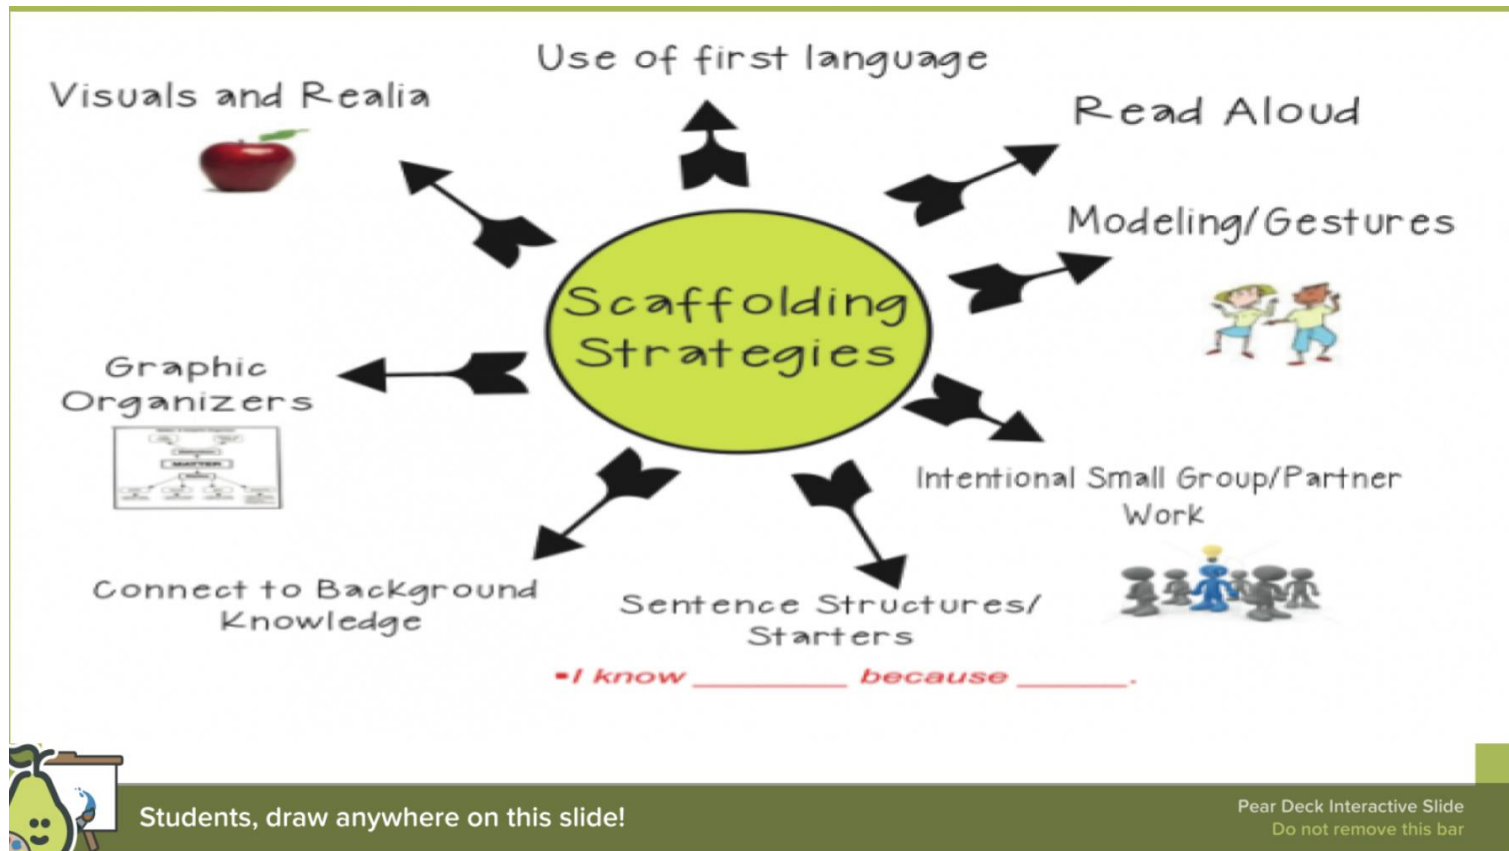 Use of first language
Visuals and Realia
Read Aloud
Modeling/Gestures
Scaffolding
Strategies
Graphic
Organizers
MATTER
Intentional Small Group/Partner
Work
Connect to Background
Knowledge
Sentence Structures/
Starters
▪I know ________ because ______.
Students, draw anywhere on this slide!
Pear Deck Interactive Slide
Do not remove this bar